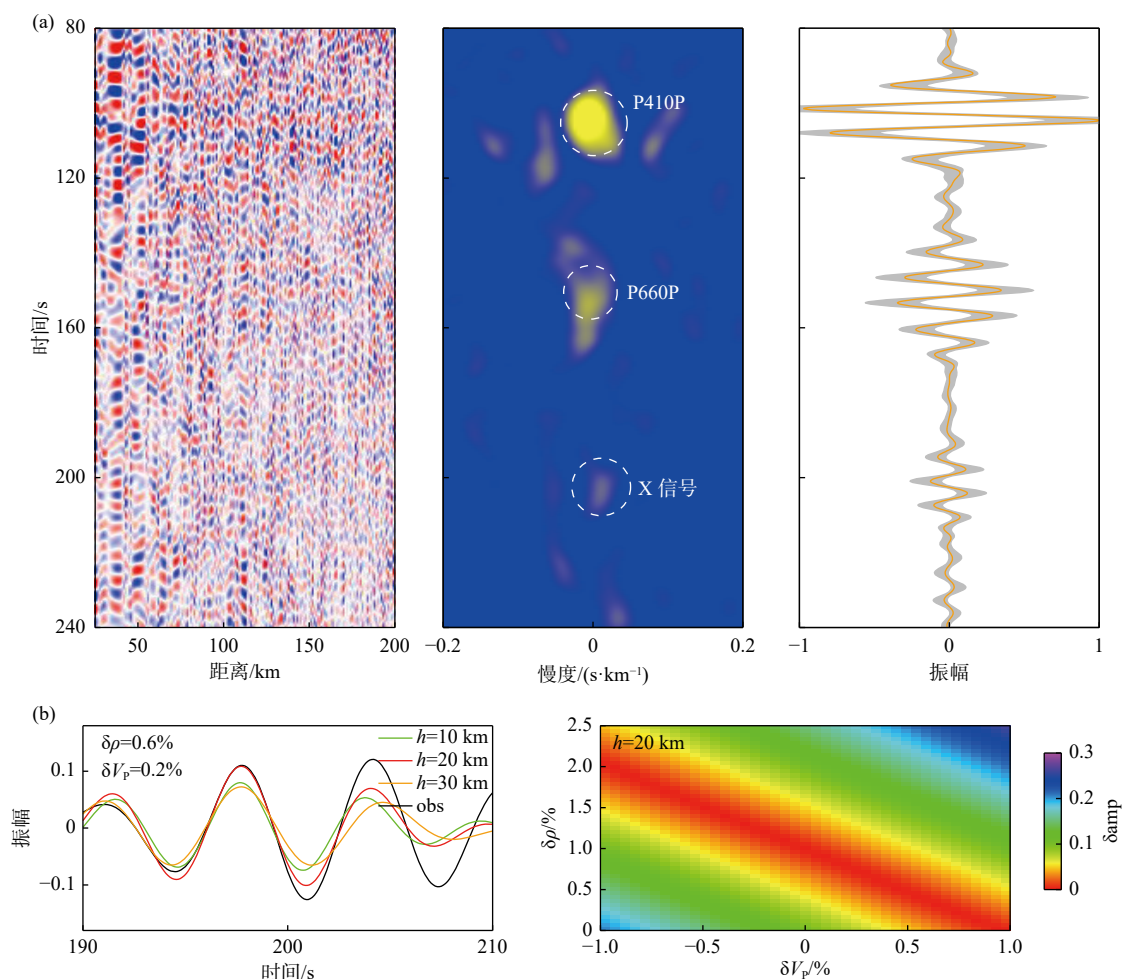 (a)
80
120
160
200
240
时间/s
50
100
150
200
距离/km
P410P
P660P
X 信号
−0.2
0
0.2
慢度/(s·km⁻¹)
−1
0
1
振幅
(b)
δρ=0.6%
δV_P=0.2%
h=10 km
h=20 km
h=30 km
obs
0.1
0
−0.1
振幅
190
200
210
时间/s
h=20 km
2.5
2.0
1.5
1.0
0.5
0
δρ/%
−1.0
−0.5
0
0.5
1.0
δV_P/%
0.3
0.2
0.1
0
δamp